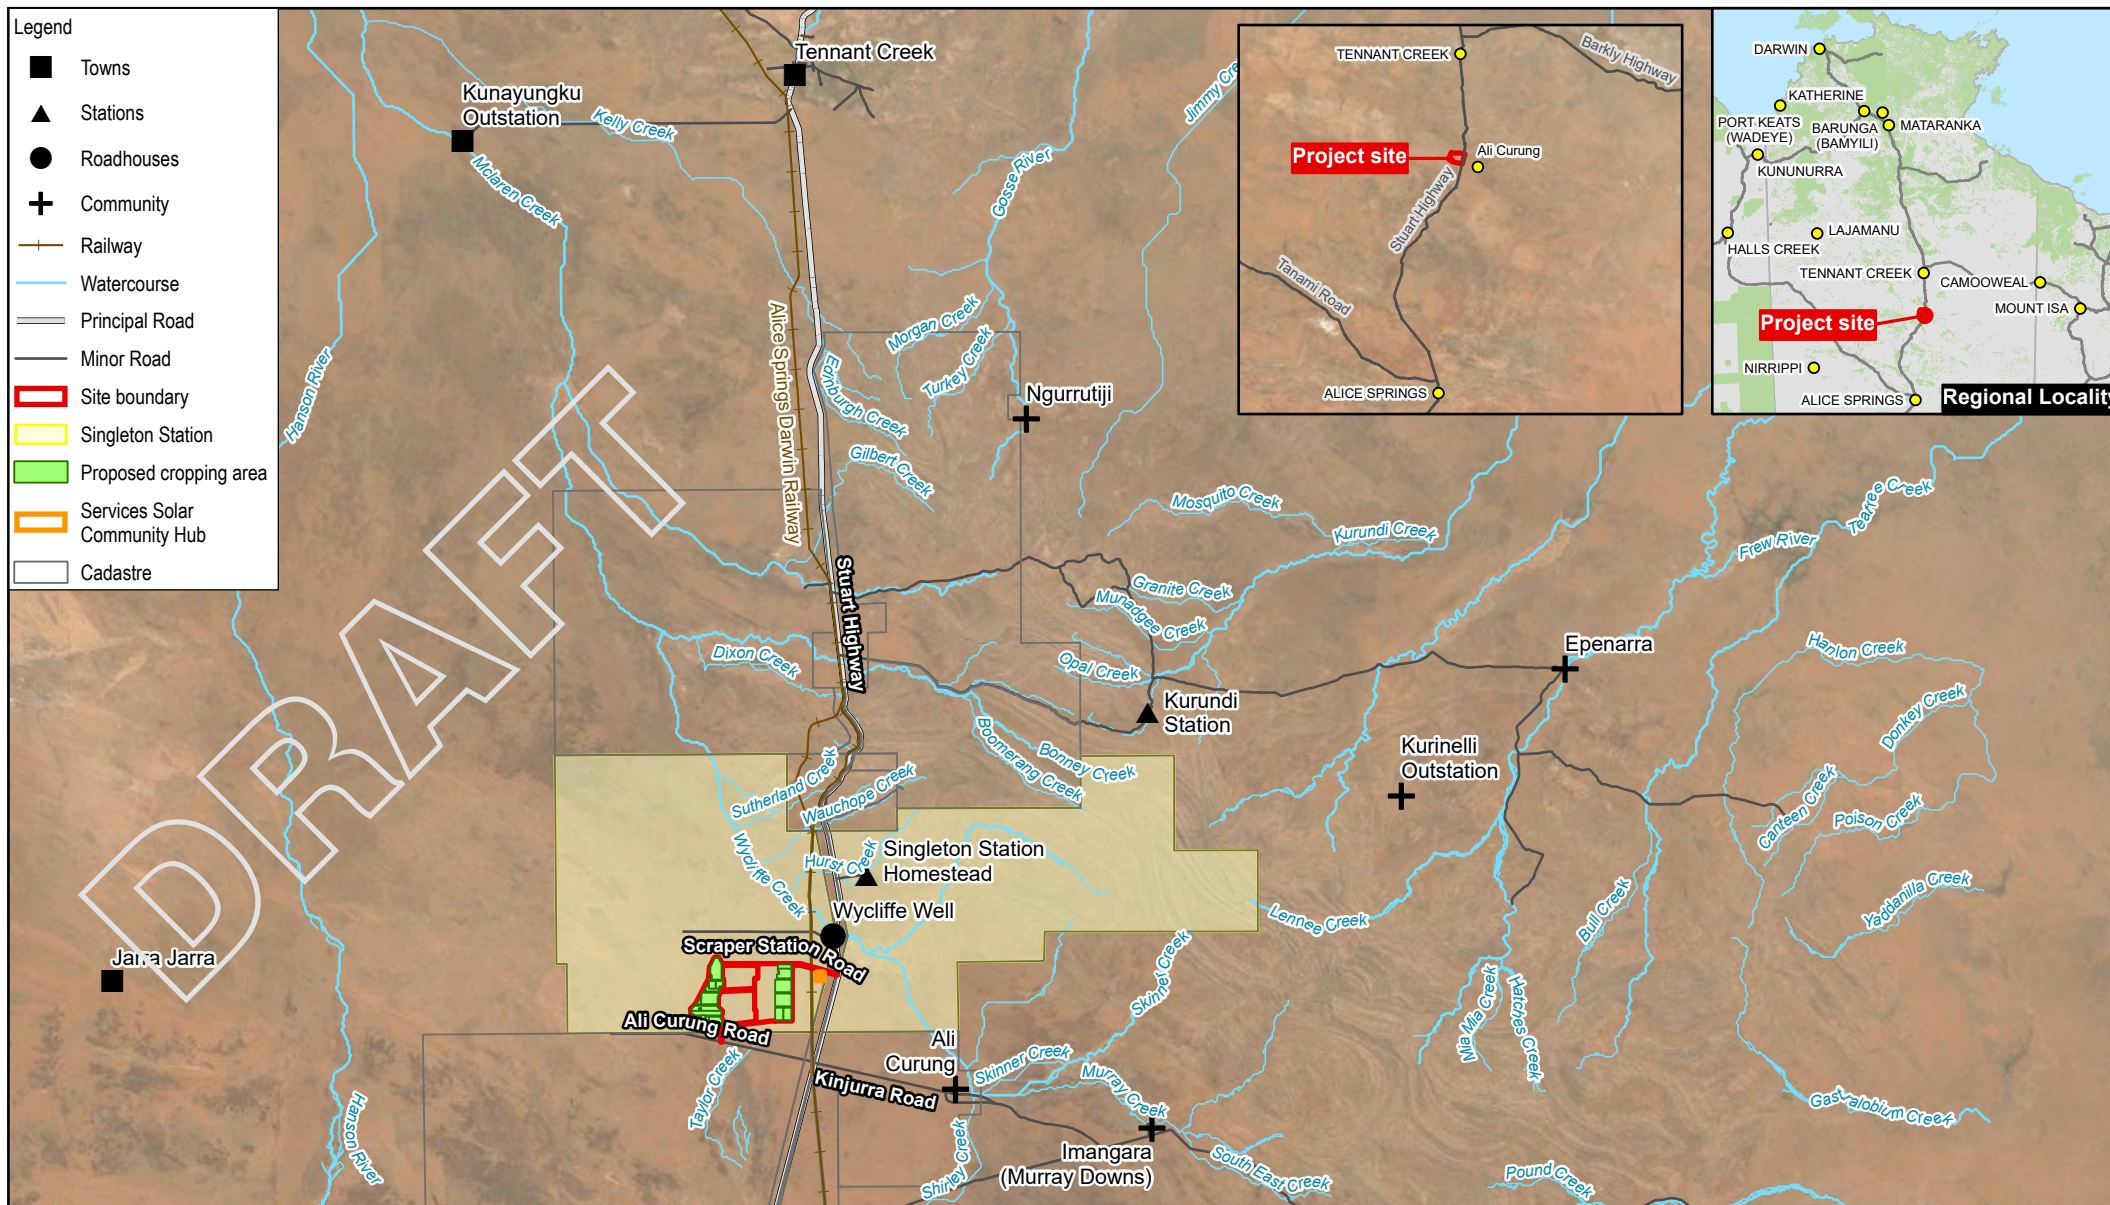 Legend
Towns
Stations
Roadhouses
Community
Railway
Watercourse
Principal Road
Minor Road
Site boundary
Singleton Station
Proposed cropping area
Services Solar
Community Hub
Cadastre
DRAFT
Tennant Creek
Kunayungku
Outstation
Kelly Creek
Mclaren Creek
Hanson River
Gosse River
Alice Springs Darwin Railway
Morgan Creek
Turkey Creek
Edinburgh Creek
Gilbert Creek
Ngurrutiji
Mosquito Creek
Kurundi Creek
Teatree Creek
Frew River
Stuart Highway
Granite Creek
Munadgee Creek
Opal Creek
Dixon Creek
Epenarra
Hanlon Creek
Kurundi
Station
Donkey Creek
Boomerang Creek
Bonney Creek
Kurinelli
Outstation
Sutherland Creek
Wauchope Creek
Canteen Creek
Poison Creek
Wycliffe Creek
Hurst Creek
Singleton Station
Homestead
Wycliffe Well
Lennee Creek
Bull Creek
Yaddanilla Creek
Scraper Station Road
Jarra Jarra
Skinner Creek
Mia Mia Creek
Hatches Creek
Ali Curung Road
Ali
Curung
Skinner Creek
Murray Creek
Kinjurra Road
Taylor Creek
Gastralobium Creek
Hanson River
Imangara
(Murray Downs)
Shirley Creek
South East Creek
Pound Creek
TENNANT CREEK
Barkly Highway
Project site
Ali Curung
Stuart Highway
Tanami Road
ALICE SPRINGS
DARWIN
KATHERINE
PORT KEATS
(WADEYE)
BARUNGA
(BAMYILI)
MATARANKA
KUNUNURRA
HALLS CREEK
LAJAMANU
TENNANT CREEK
CAMOOWEAL
MOUNT ISA
Project site
NIRRIPPI
ALICE SPRINGS
Regional Locality